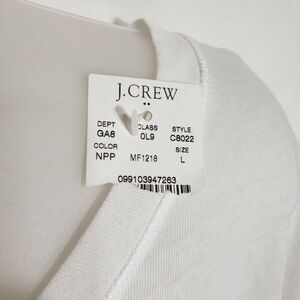 J.CREW
DEPT CLASS STYLE
GA8 0L9 C8022
COLOR SIZE
NPP MF1218 L
099103947263